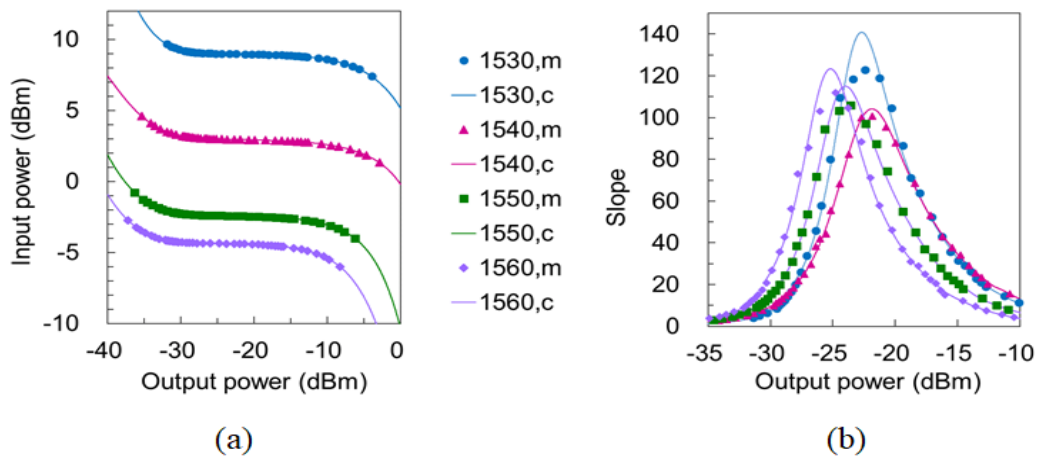 10
5
0
-5
-10
-40
-30
-20
-10
0
Input power (dBm)
Output power (dBm)
(a)
1530,m
1530,c
1540,m
1540,c
1550,m
1550,c
1560,m
1560,c
140
120
100
80
60
40
20
0
-35
-30
-25
-20
-15
-10
Slope
Output power (dBm)
(b)